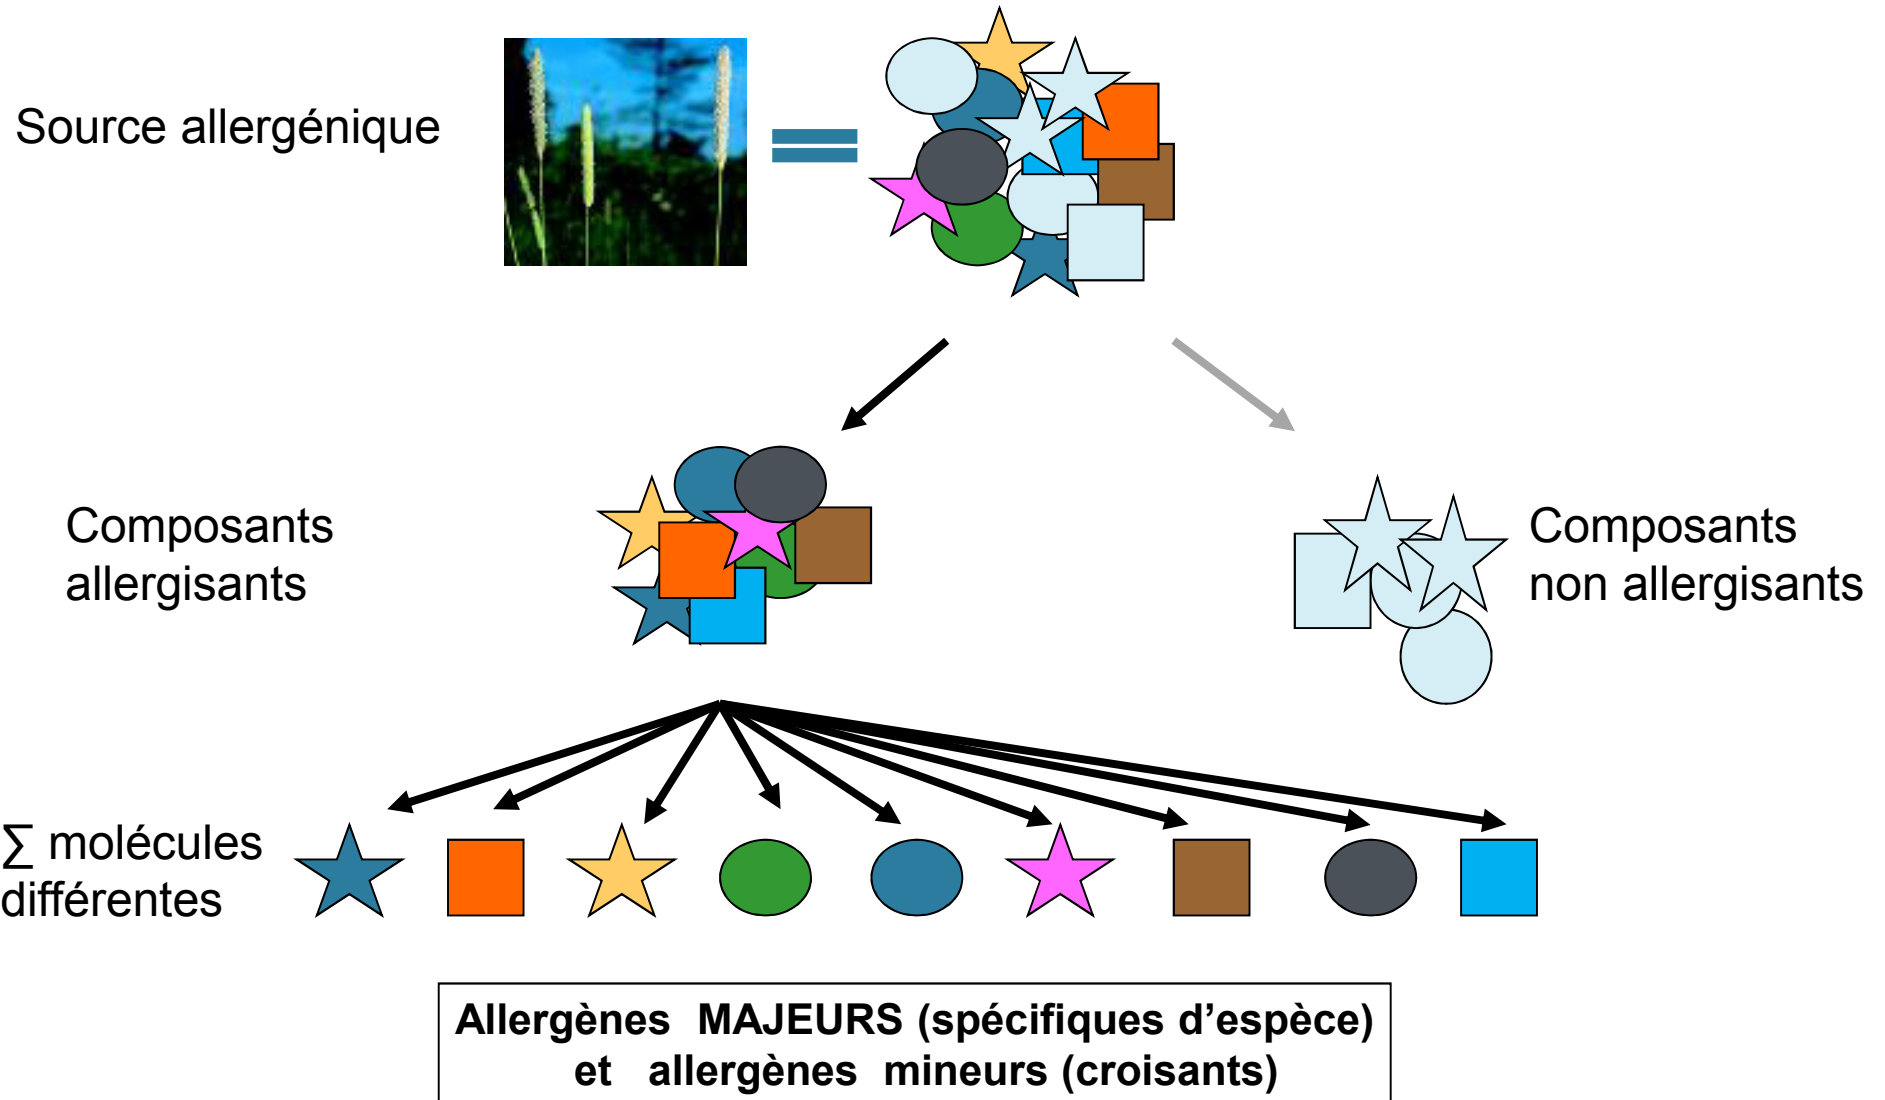 Source allergénique
Composants
allergisants
Composants
non allergisants
∑ molécules
différentes
Allergènes MAJEURS (spécifiques d’espèce)
et allergènes mineurs (croisants)